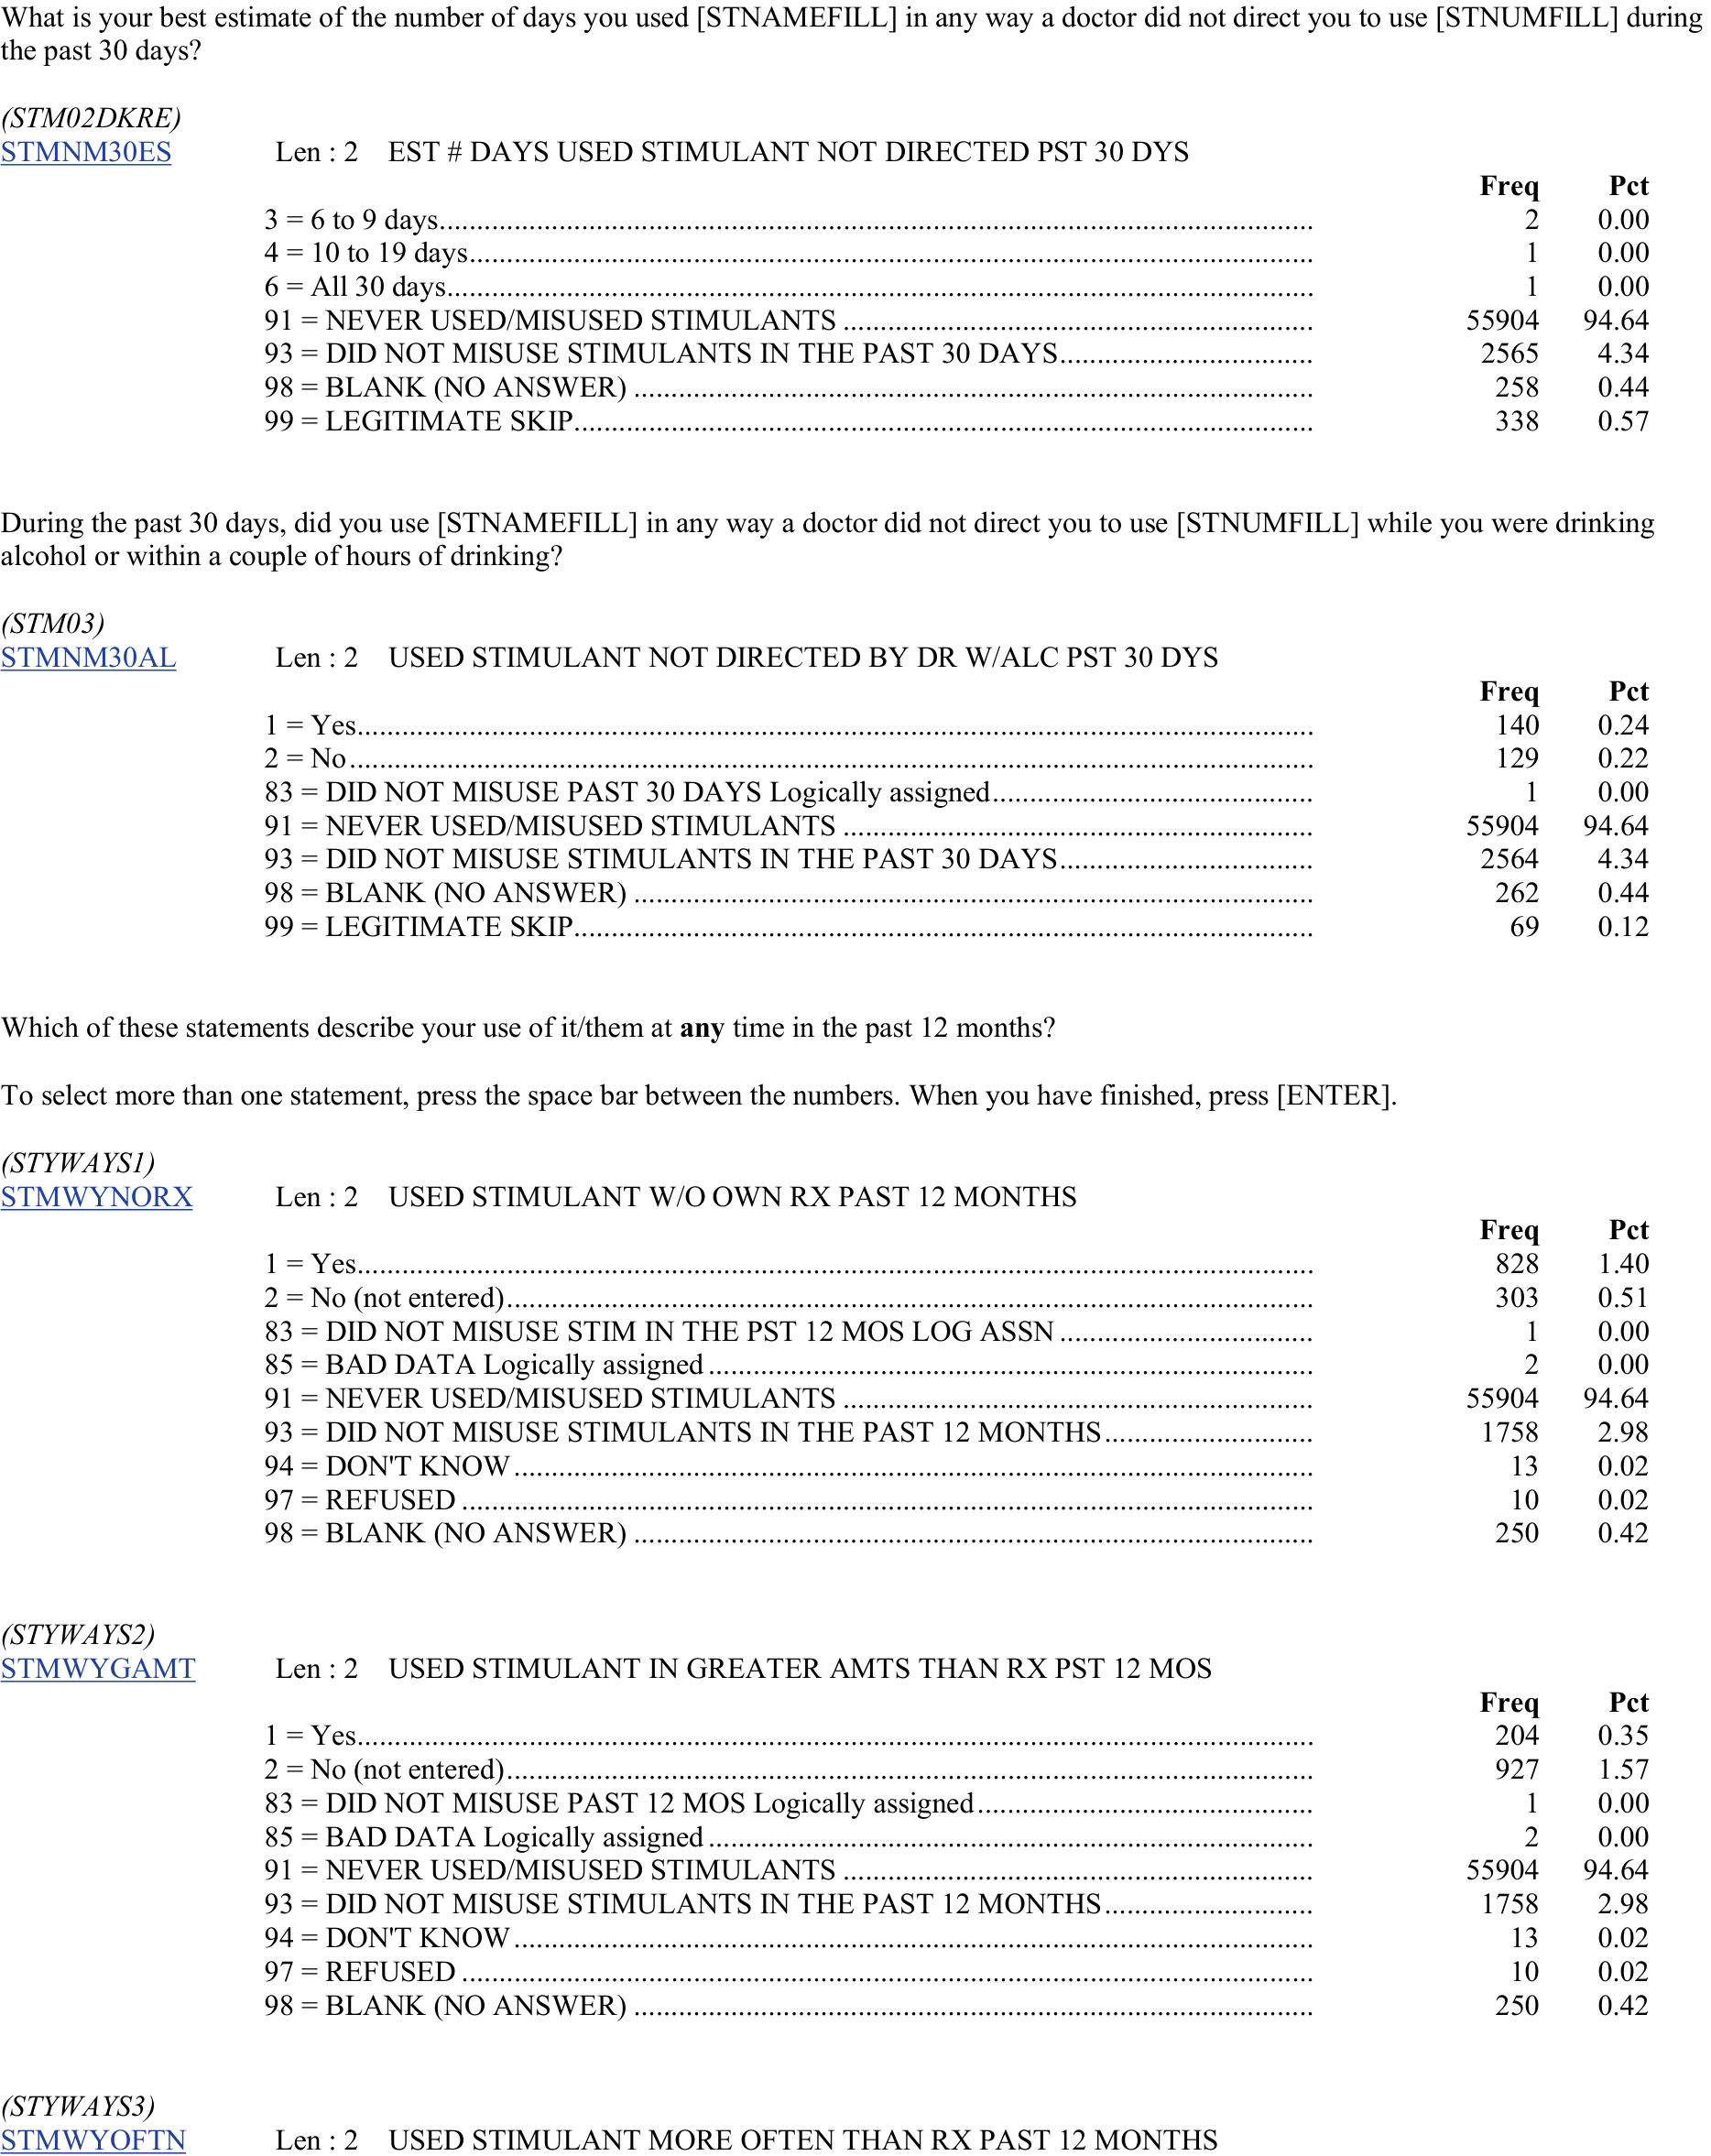 What is your best estimate of the number of days you used [STNAMEFILL] in any way a doctor did not direct you to use [STNUMFILL] during
the past 30 days?
(STM02DKRE)
STMNM30ES Len : 2 EST # DAYS USED STIMULANT NOT DIRECTED PST 30 DYS
Freq Pct
3 = 6 to 9 days........ 2 0.00
4 = 10 to 19 days........ 1 0.00
6 = All 30 days........ 1 0.00
91 = NEVER USED/MISUSED STIMULANTS ........ 55904 94.64
93 = DID NOT MISUSE STIMULANTS IN THE PAST 30 DAYS........ 2565 4.34
98 = BLANK (NO ANSWER) ........ 258 0.44
99 = LEGITIMATE SKIP........ 338 0.57
During the past 30 days, did you use [STNAMEFILL] in any way a doctor did not direct you to use [STNUMFILL] while you were drinking
alcohol or within a couple of hours of drinking?
(STM03)
STMNM30AL Len : 2 USED STIMULANT NOT DIRECTED BY DR W/ALC PST 30 DYS
Freq Pct
1 = Yes........ 140 0.24
2 = No........ 129 0.22
83 = DID NOT MISUSE PAST 30 DAYS Logically assigned........ 1 0.00
91 = NEVER USED/MISUSED STIMULANTS ........ 55904 94.64
93 = DID NOT MISUSE STIMULANTS IN THE PAST 30 DAYS........ 2564 4.34
98 = BLANK (NO ANSWER) ........ 262 0.44
99 = LEGITIMATE SKIP........ 69 0.12
Which of these statements describe your use of it/them at any time in the past 12 months?
To select more than one statement, press the space bar between the numbers. When you have finished, press [ENTER].
(STYWAYS1)
STMWYNORX Len : 2 USED STIMULANT W/O OWN RX PAST 12 MONTHS
Freq Pct
1 = Yes........ 828 1.40
2 = No (not entered)........ 303 0.51
83 = DID NOT MISUSE STIM IN THE PST 12 MOS LOG ASSN ........ 1 0.00
85 = BAD DATA Logically assigned ........ 2 0.00
91 = NEVER USED/MISUSED STIMULANTS ........ 55904 94.64
93 = DID NOT MISUSE STIMULANTS IN THE PAST 12 MONTHS........ 1758 2.98
94 = DON'T KNOW ........ 13 0.02
97 = REFUSED ........ 10 0.02
98 = BLANK (NO ANSWER) ........ 250 0.42
(STYWAYS2)
STMWYGAMT Len : 2 USED STIMULANT IN GREATER AMTS THAN RX PST 12 MOS
Freq Pct
1 = Yes........ 204 0.35
2 = No (not entered)........ 927 1.57
83 = DID NOT MISUSE PAST 12 MOS Logically assigned........ 1 0.00
85 = BAD DATA Logically assigned ........ 2 0.00
91 = NEVER USED/MISUSED STIMULANTS ........ 55904 94.64
93 = DID NOT MISUSE STIMULANTS IN THE PAST 12 MONTHS........ 1758 2.98
94 = DON'T KNOW ........ 13 0.02
97 = REFUSED ........ 10 0.02
98 = BLANK (NO ANSWER) ........ 250 0.42
(STYWAYS3)
STMWYOFTN Len : 2 USED STIMULANT MORE OFTEN THAN RX PAST 12 MONTHS